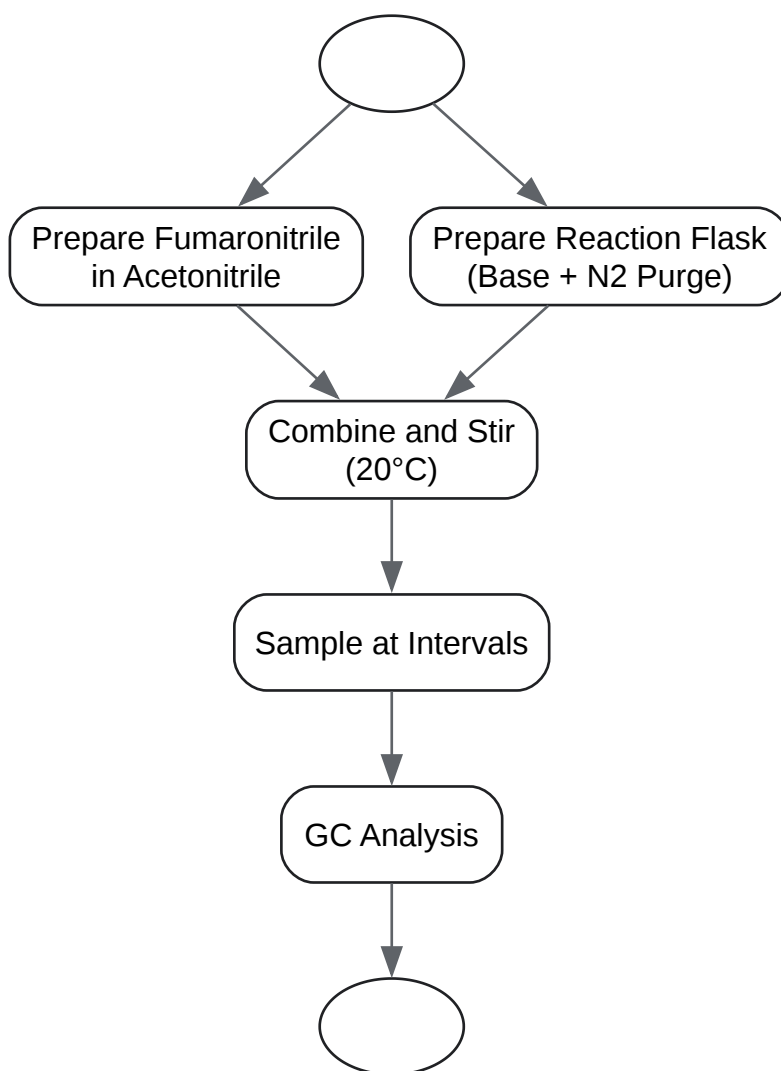 Prepare Fumaronitrile
in Acetonitrile
Prepare Reaction Flask
(Base + N2 Purge)
Combine and Stir
(20°C)
Sample at Intervals
GC Analysis